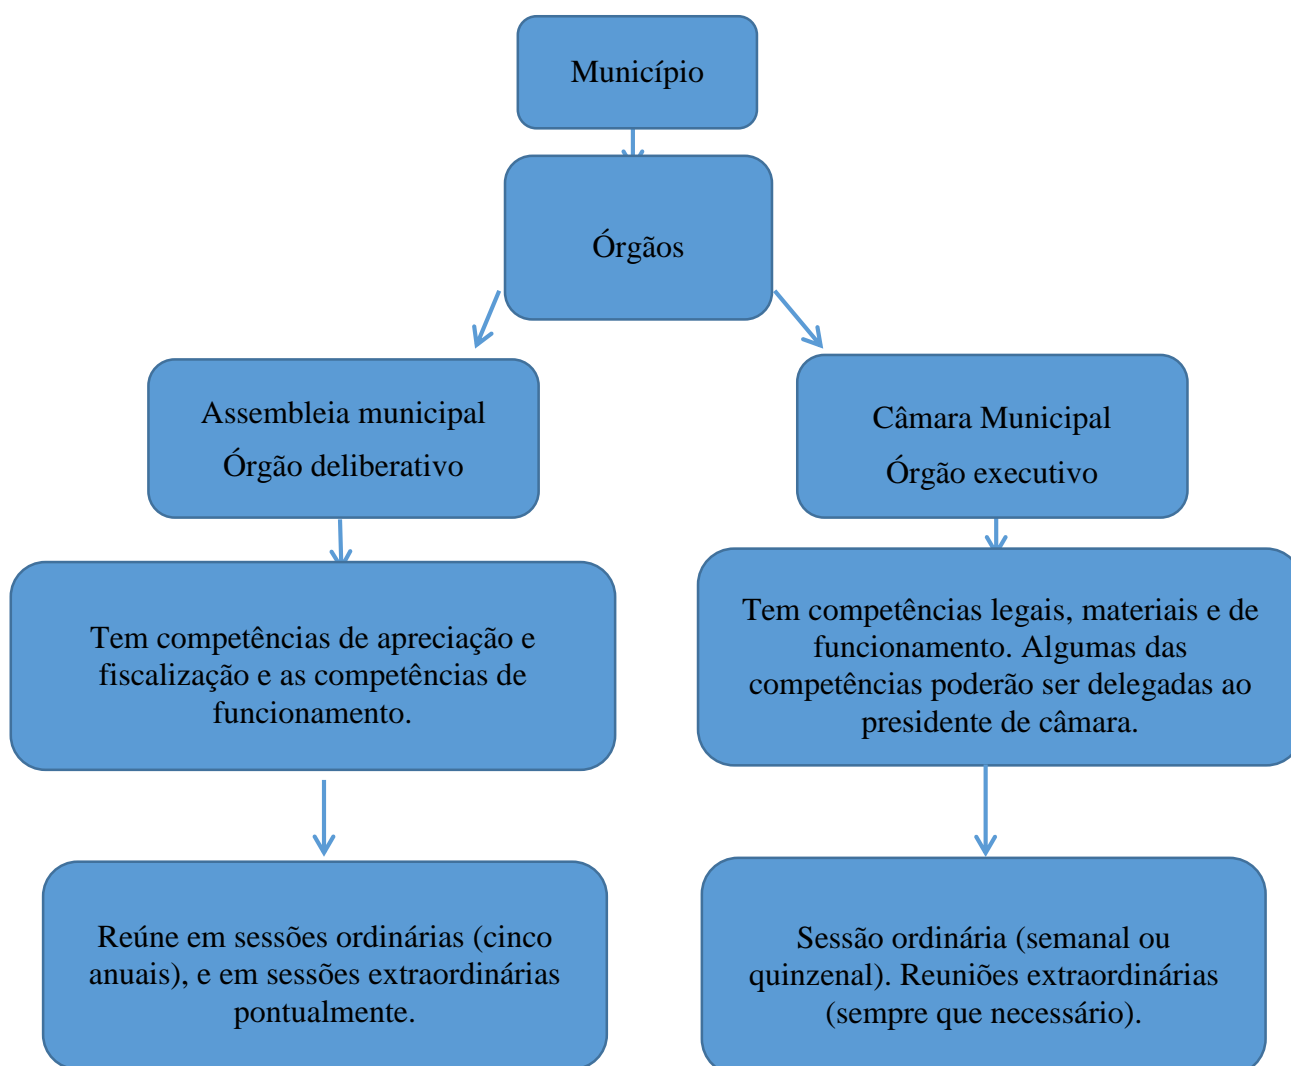 Município
Órgãos
Assembleia municipal
Órgão deliberativo
Câmara Municipal
Órgão executivo
Tem competências de apreciação e
fiscalização e as competências de
funcionamento.
Tem competências legais, materiais e de
funcionamento. Algumas das
competências poderão ser delegadas ao
presidente de câmara.
Reúne em sessões ordinárias (cinco
anuais), e em sessões extraordinárias
pontualmente.
Sessão ordinária (semanal ou
quinzenal). Reuniões extraordinárias
(sempre que necessário).